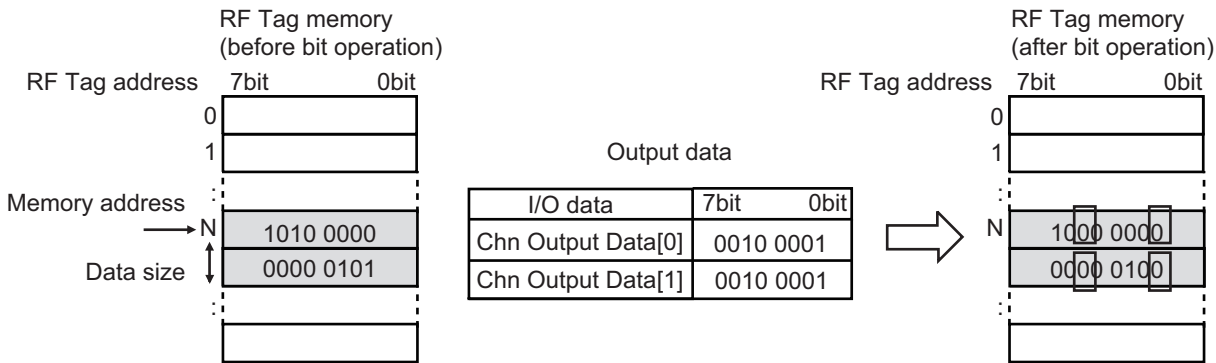 RF Tag memory
(before bit operation)
RF Tag address 7bit 0bit
0
1
:
Memory address
N 1010 0000
Data size 0000 0101
:
Output data
I/O data 7bit 0bit
Chn Output Data[0] 0010 0001
Chn Output Data[1] 0010 0001
RF Tag memory
(after bit operation)
RF Tag address 7bit 0bit
0
1
:
N 1000 0000
0000 0100
: